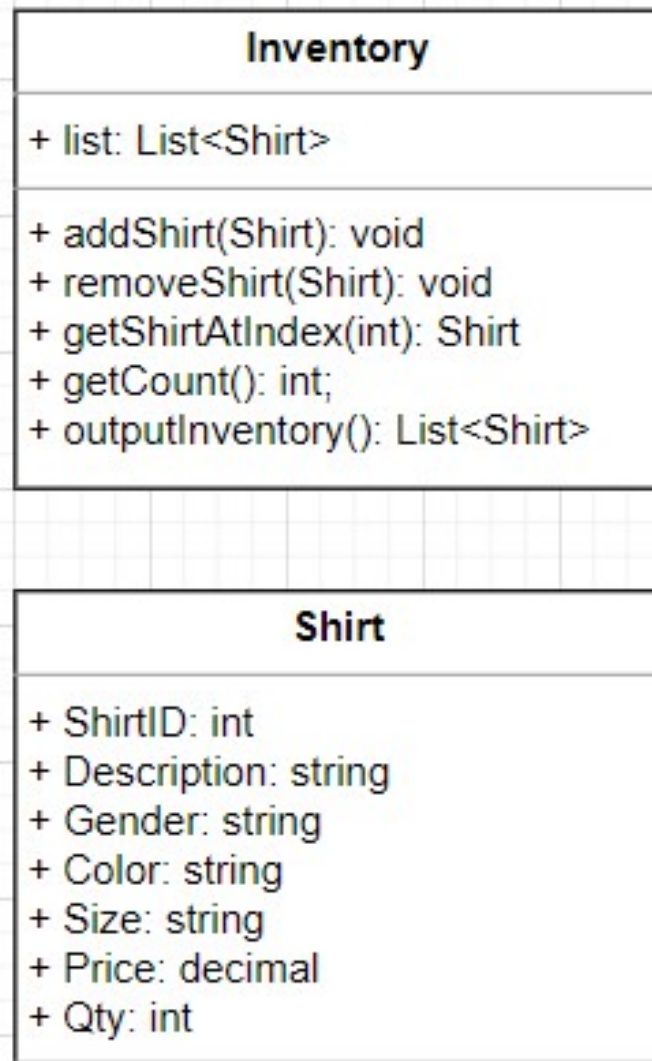 Inventory
+ list: List<Shirt>
+ addShirt(Shirt): void
+ removeShirt(Shirt): void
+ getShirtAtIndex(int): Shirt
+ getCount(): int;
+ outputInventory(): List<Shirt>
Shirt
+ ShirtID: int
+ Description: string
+ Gender: string
+ Color: string
+ Size: string
+ Price: decimal
+ Qty: int